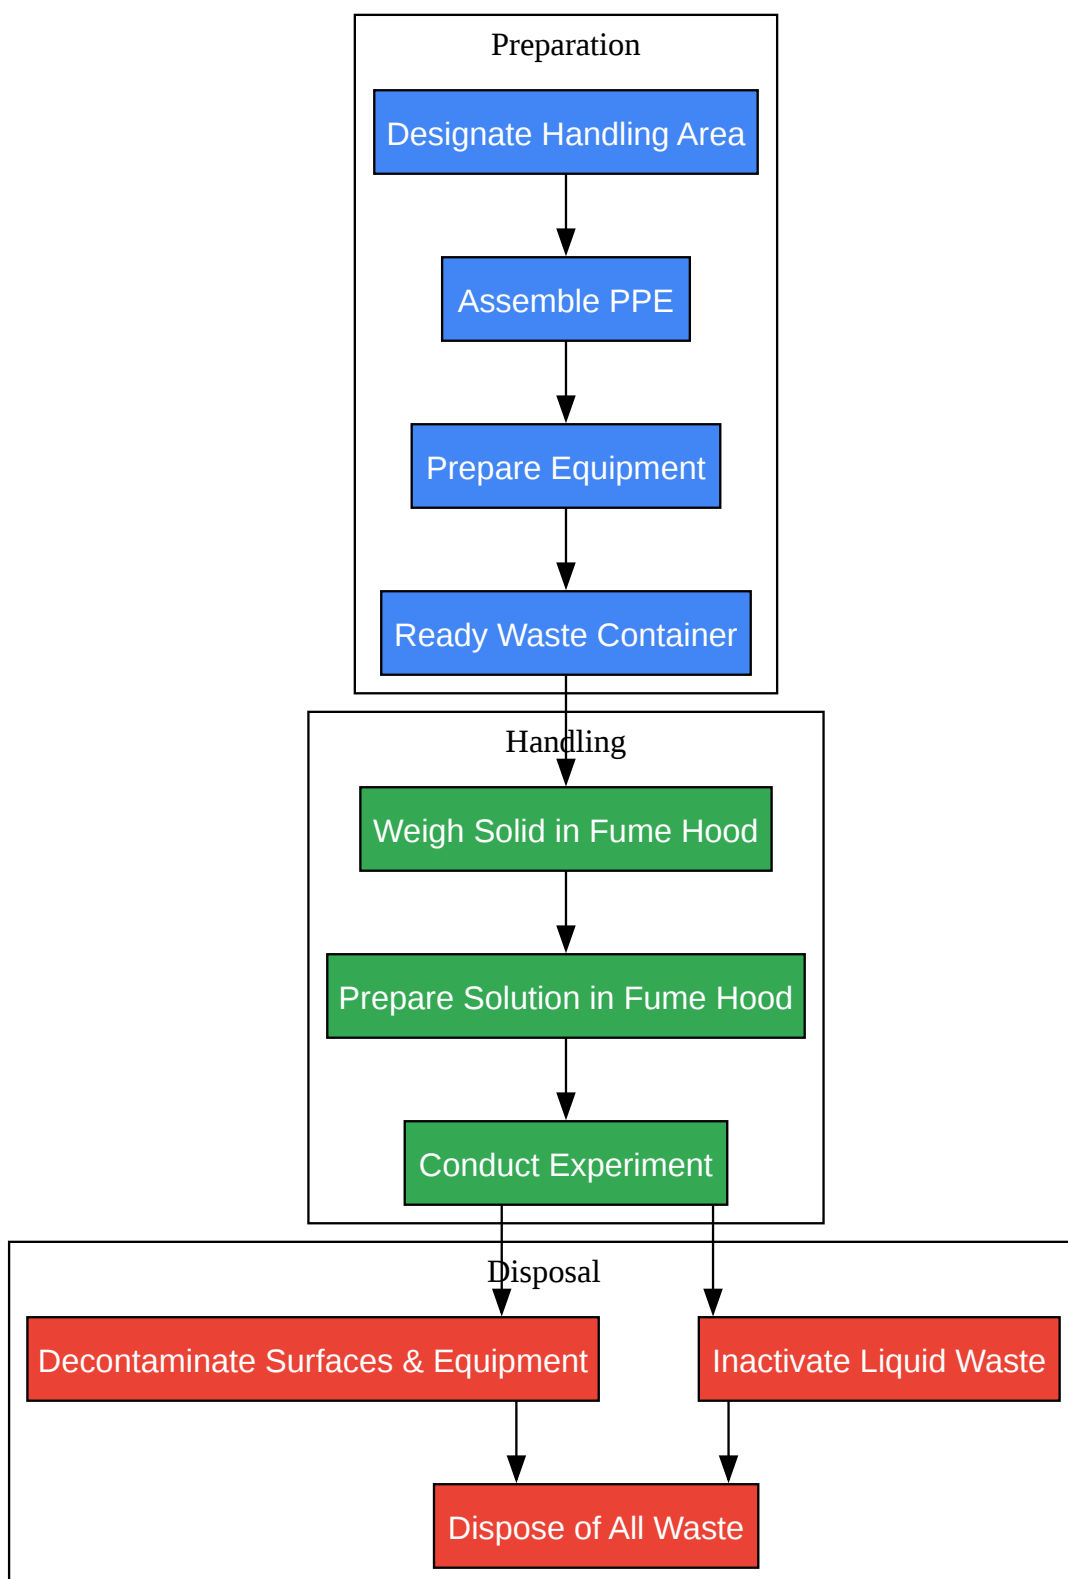 Preparation
Designate Handling Area
Assemble PPE
Prepare Equipment
Ready Waste Container
Handling
Weigh Solid in Fume Hood
Prepare Solution in Fume Hood
Conduct Experiment
Disposal
Decontaminate Surfaces & Equipment
Inactivate Liquid Waste
Dispose of All Waste